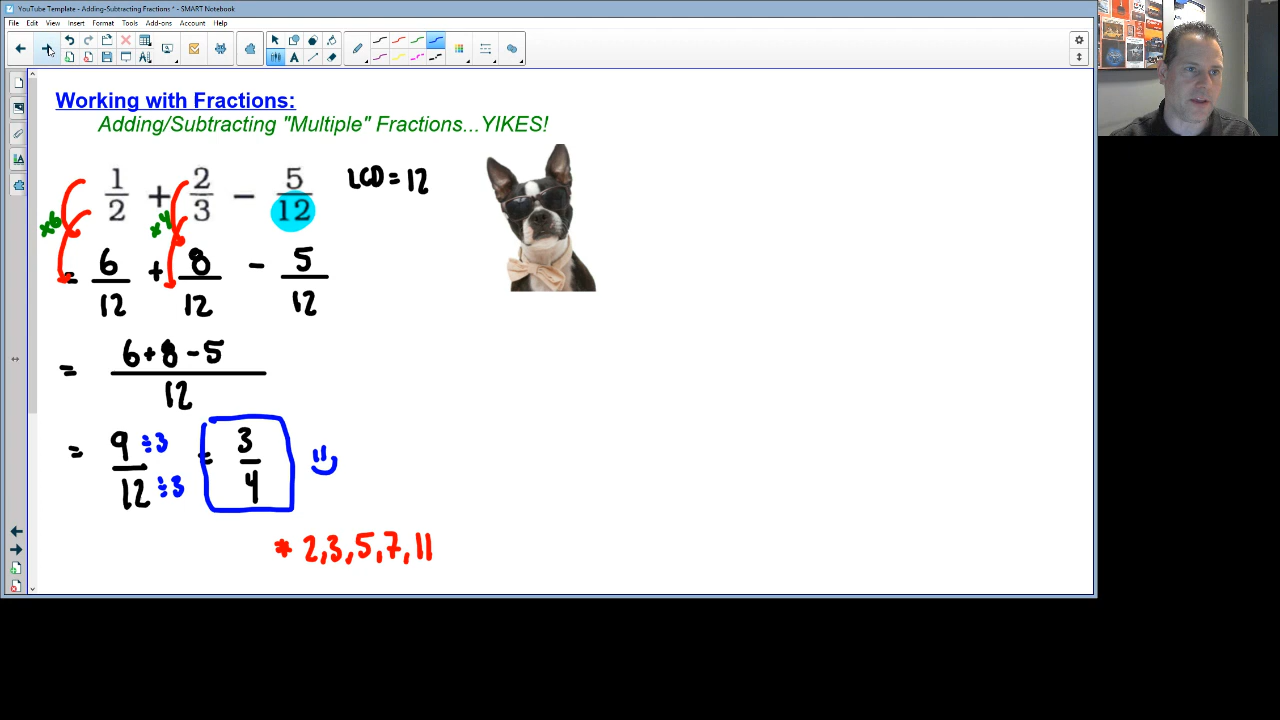 YouTube Template - Adding-Subtracting Fractions * - SMART Notebook
File Edit View Insert Format Tools Add-ons Account Help
Working with Fractions:
Adding/Subtracting "Multiple" Fractions...YIKES!
1/2 + 2/3 - 5/12 LCD = 12
×6 ×4
= 6/12 + 8/12 - 5/12
= (6+8-5)/12
= 9÷3/12÷3 = 3/4
* 2,3,5,7,11